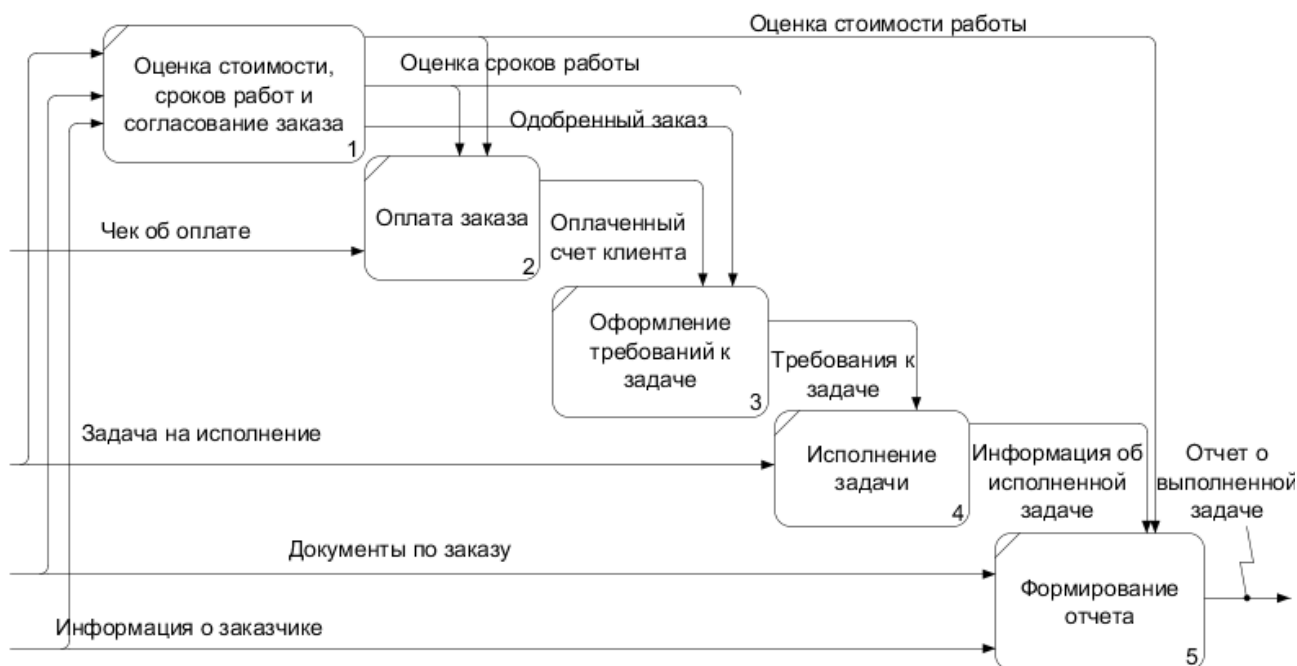 Оценка стоимости работы
Оценка стоимости,
сроков работ и
согласование заказа
1
Оценка сроков работы
Одобренный заказ
Чек об оплате
Оплата заказа
2
Оплаченный
счет клиента
Оформление
требований к
задаче
3
Требования к
задаче
Задача на исполнение
Исполнение
задачи
4
Информация об
исполненной
задаче
Отчет о
выполненной
задаче
Документы по заказу
Формирование
отчета
5
Информация о заказчике